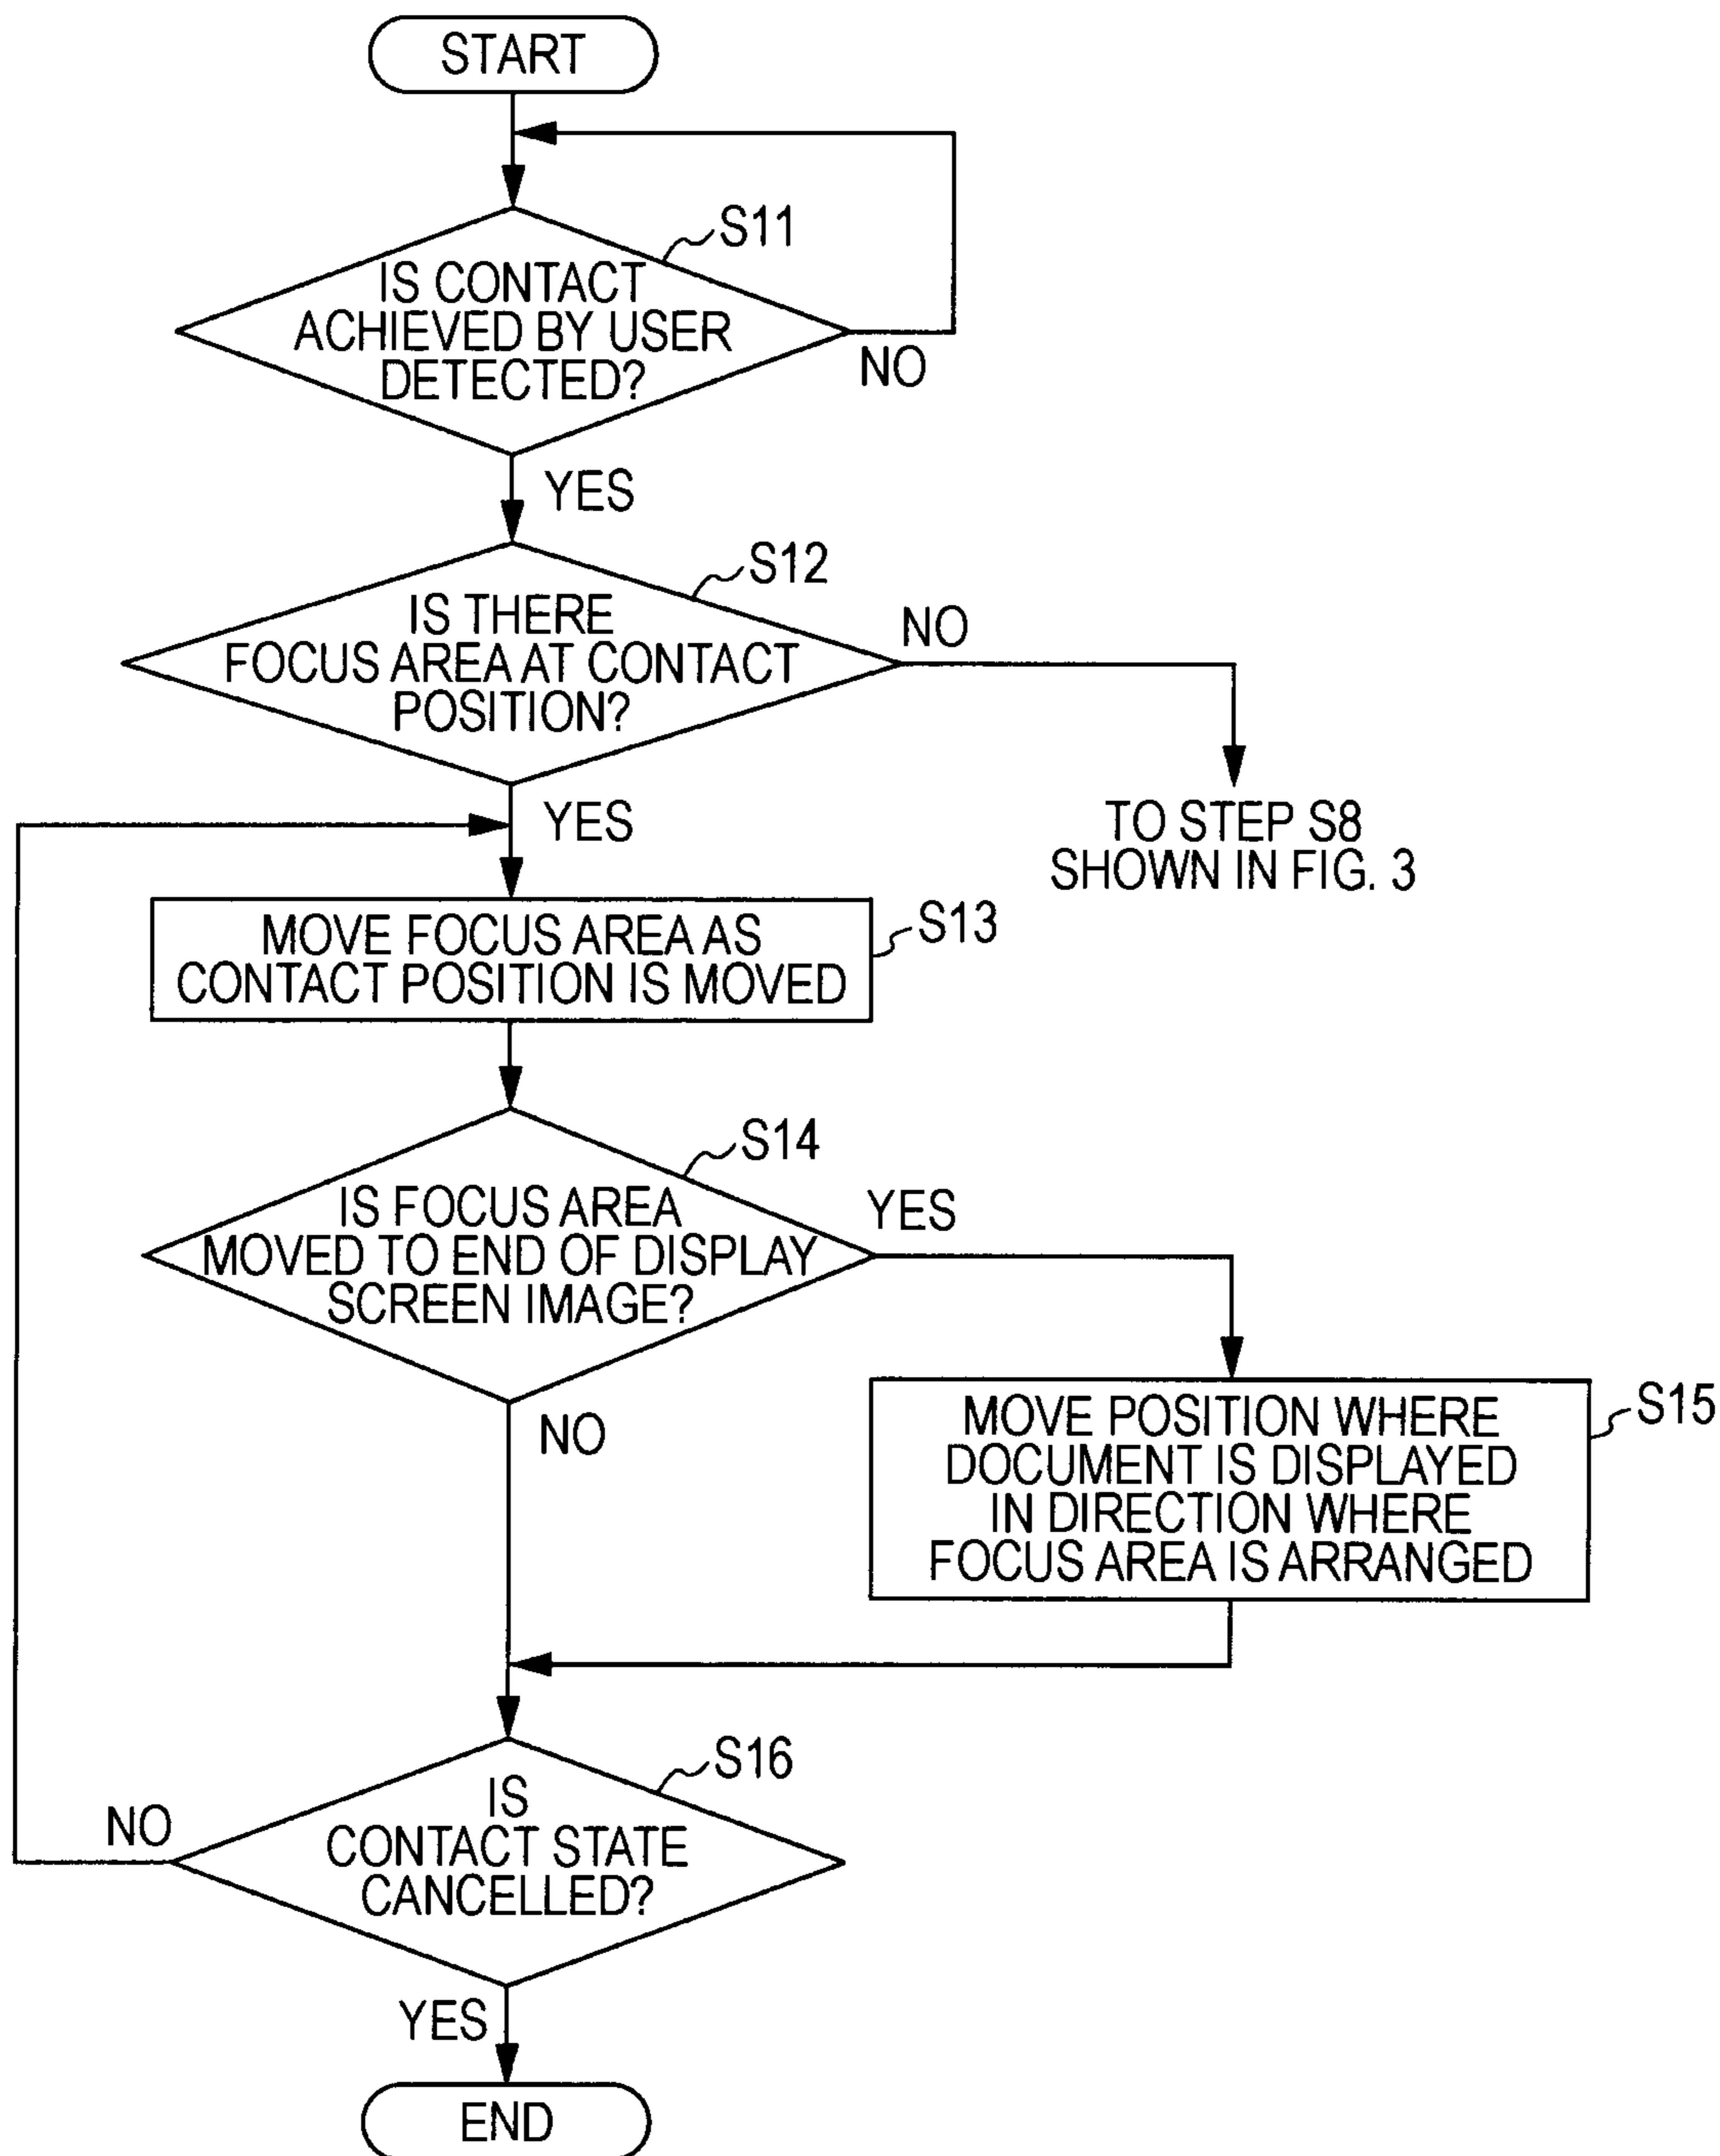 START
S11
IS CONTACT
ACHIEVED BY USER
DETECTED?
NO
YES
S12
IS THERE
FOCUS AREA AT CONTACT
POSITION?
NO
YES
TO STEP S8
SHOWN IN FIG. 3
S13
MOVE FOCUS AREA AS
CONTACT POSITION IS MOVED
S14
IS FOCUS AREA
MOVED TO END OF DISPLAY
SCREEN IMAGE?
YES
NO
S15
MOVE POSITION WHERE
DOCUMENT IS DISPLAYED
IN DIRECTION WHERE
FOCUS AREA IS ARRANGED
S16
IS
CONTACT STATE
CANCELLED?
NO
YES
END